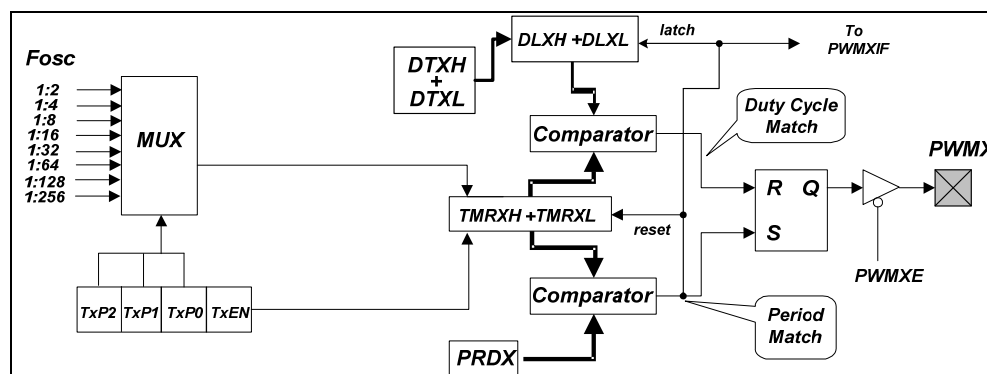 Fosc
1:2
1:4
1:8
1:16
1:32
1:64
1:128
1:256
MUX
TxP2 TxP1 TxP0 TxEN
DTXH
+
DTXL
DLXH +DLXL
latch
To
PWMXIF
Comparator
Duty Cycle
Match
TMRXH +TMRXL
reset
R Q
S
PWMX
PWMXE
Comparator
Period
Match
PRDX